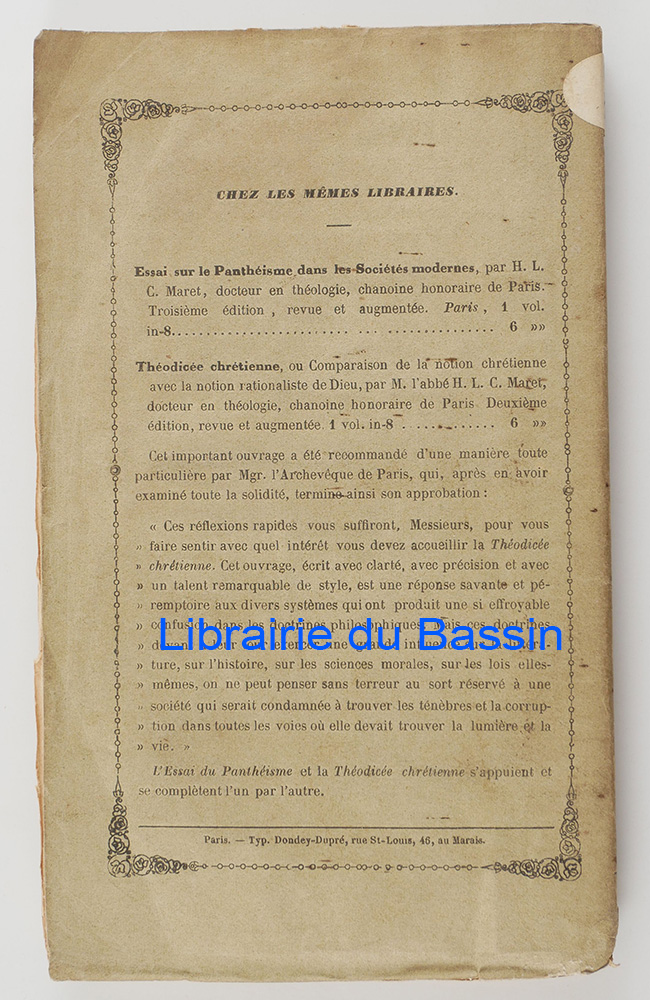 CHEZ LES MÊMES LIBRAIRES.
Essai sur le Panthéisme dans les Sociétés modernes, par H. L.
C. Maret, docteur en théologie, chanoine honoraire de Paris.
Troisième édition, revue et augmentée. Paris, 1 vol.
in-8........................ ... ................ 6 »»
Théodicée chrétienne, ou Comparaison de la notion chrétienne
avec la notion rationaliste de Dieu, par M. l'abbé H. L. C. Maret,
docteur en théologie, chanoine honoraire de Paris Deuxième
édition, revue et augmentée. 1 vol. in-8 ............. 6 »»
Cet important ouvrage a été recommandé d'une manière toute
particulière par Mgr. l'Archevêque de Paris, qui, après en avoir
examiné toute la solidité, termine ainsi son approbation :
« Ces réflexions rapides vous suffiront, Messieurs, pour vous
» faire sentir avec quel intérêt vous devez accueillir la Théodicée
» chrétienne. Cet ouvrage, écrit avec clarté, avec précision et avec
» un talent remarquable de style, est une réponse savante et pé-
» remptoire aux divers systèmes qui ont produit une si effroyable
» confusion dans les doctrines philosophiques. Mais ces doctrines
Librairie du Bassin
» ture, sur l'histoire, sur les sciences morales, sur les lois elles-
» mêmes, on ne peut penser sans terreur au sort réservé à une
» société qui serait condamnée à trouver les ténèbres et la corrup-
» tion dans toutes les voies où elle devait trouver la lumière et la
» vie. »
L'Essai du Panthéisme et la Théodicée chrétienne s'appuient et
se complètent l'un par l'autre.
Paris. — Typ. Dondey-Dupré, rue St-Louis, 46, au Marais.